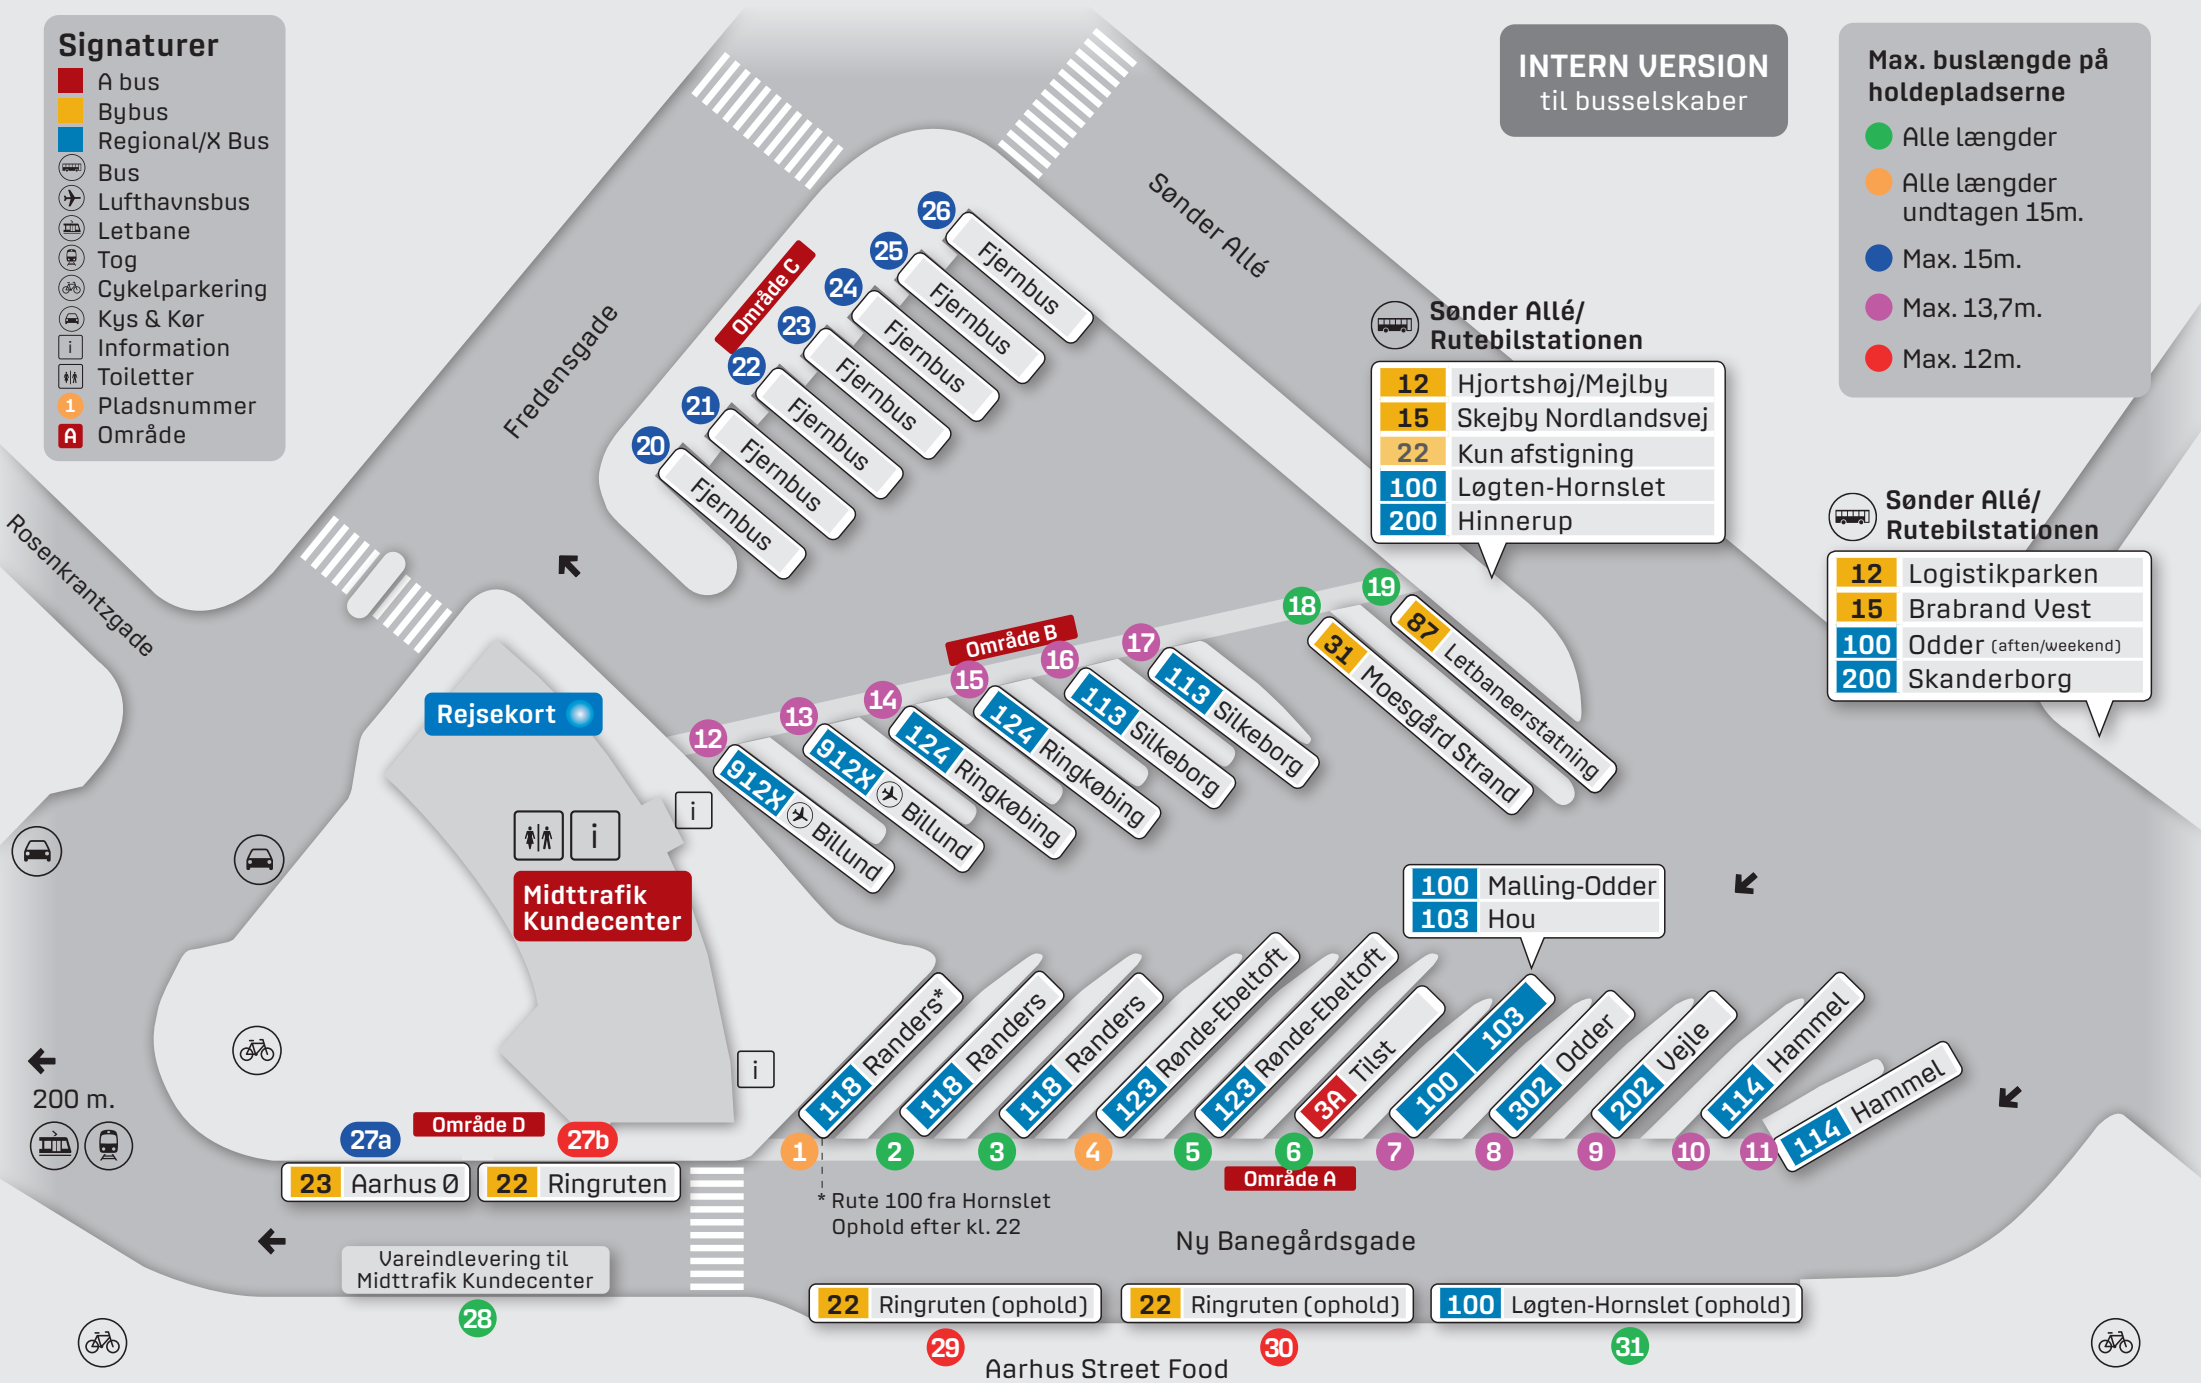 Signaturer
A bus
Bybus
Regional/X Bus
Bus
Lufthavnsbus
Letbane
Tog
Cykelparkering
Kys & Kør
i Information
Toiletter
1 Pladsnummer
A Område
INTERN VERSION
til busselskaber
Max. buslængde på
holdepladserne
Alle længder
Alle længder
undtagen 15m.
Max. 15m.
Max. 13,7m.
Max. 12m.
Fredensgade
Sønder Allé
Rosenkrantzgade
Område C
26 Fjernbus
25 Fjernbus
24 Fjernbus
23 Fjernbus
22 Fjernbus
21 Fjernbus
20 Fjernbus
Sønder Allé/
Rutebilstationen
12 Hjortshøj/Mejlby
15 Skejby Nordlandsvej
22 Kun afstigning
100 Løgten-Hornslet
200 Hinnerup
Sønder Allé/
Rutebilstationen
12 Logistikparken
15 Brabrand Vest
100 Odder (aften/weekend)
200 Skanderborg
Område B
12 912X Billund
13 912X Billund
14 124 Ringkøbing
15 124 Ringkøbing
16 113 Silkeborg
17 113 Silkeborg
18 31 Moesgård Strand
19 87 Letbaneerstatning
Rejsekort
i
i
Midttrafik
Kundecenter
i
100 Malling-Odder
103 Hou
118 Randers*
118 Randers
118 Randers
123 Rønde-Ebeltoft
123 Rønde-Ebeltoft
3A Tilst
100 103
302 Odder
202 Vejle
114 Hammel
114 Hammel
1 2 3 4 5 6 7 8 9 10 11
Område A
* Rute 100 fra Hornslet
Ophold efter kl. 22
200 m.
Område D
27a 27b
23 Aarhus Ø
22 Ringruten
Ny Banegårdsgade
Vareindlevering til
Midttrafik Kundecenter
28
22 Ringruten (ophold)
22 Ringruten (ophold)
100 Løgten-Hornslet (ophold)
29 30 31
Aarhus Street Food